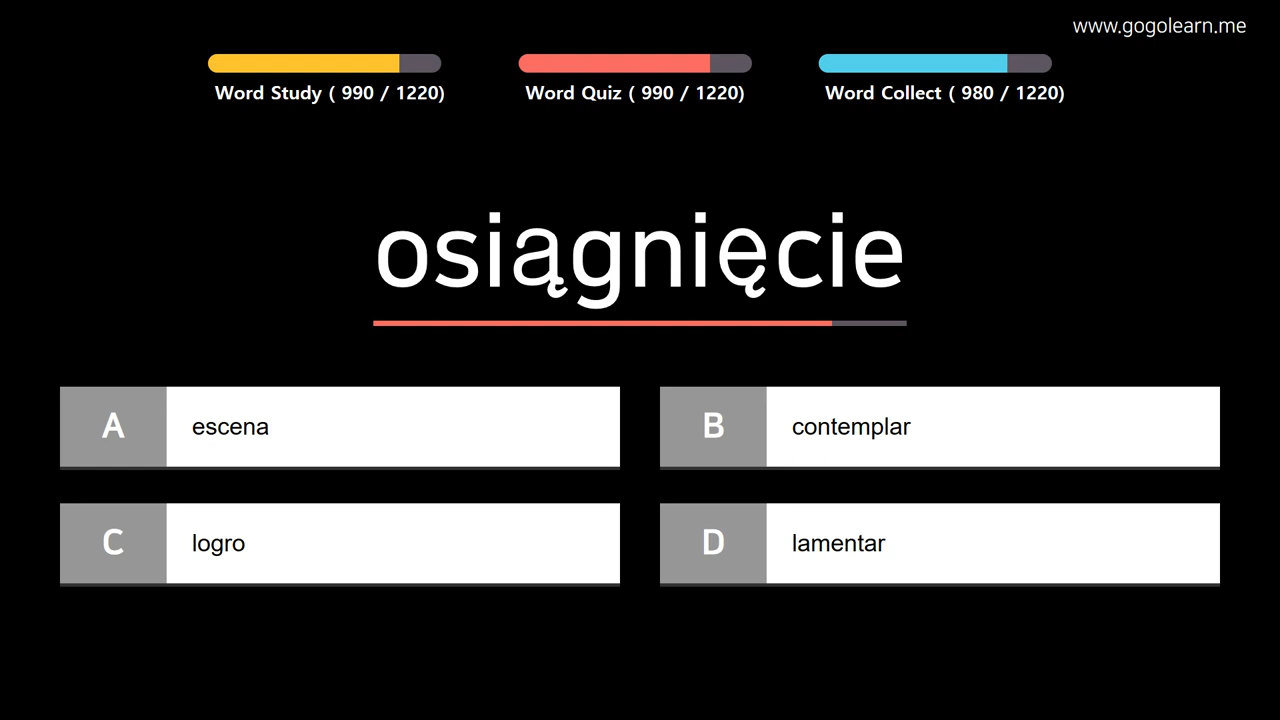 www.gogolearn.me
Word Study ( 990 / 1220)
Word Quiz ( 990 / 1220)
Word Collect ( 980 / 1220)
osiągnięcie
A
escena
B
contemplar
C
logro
D
lamentar